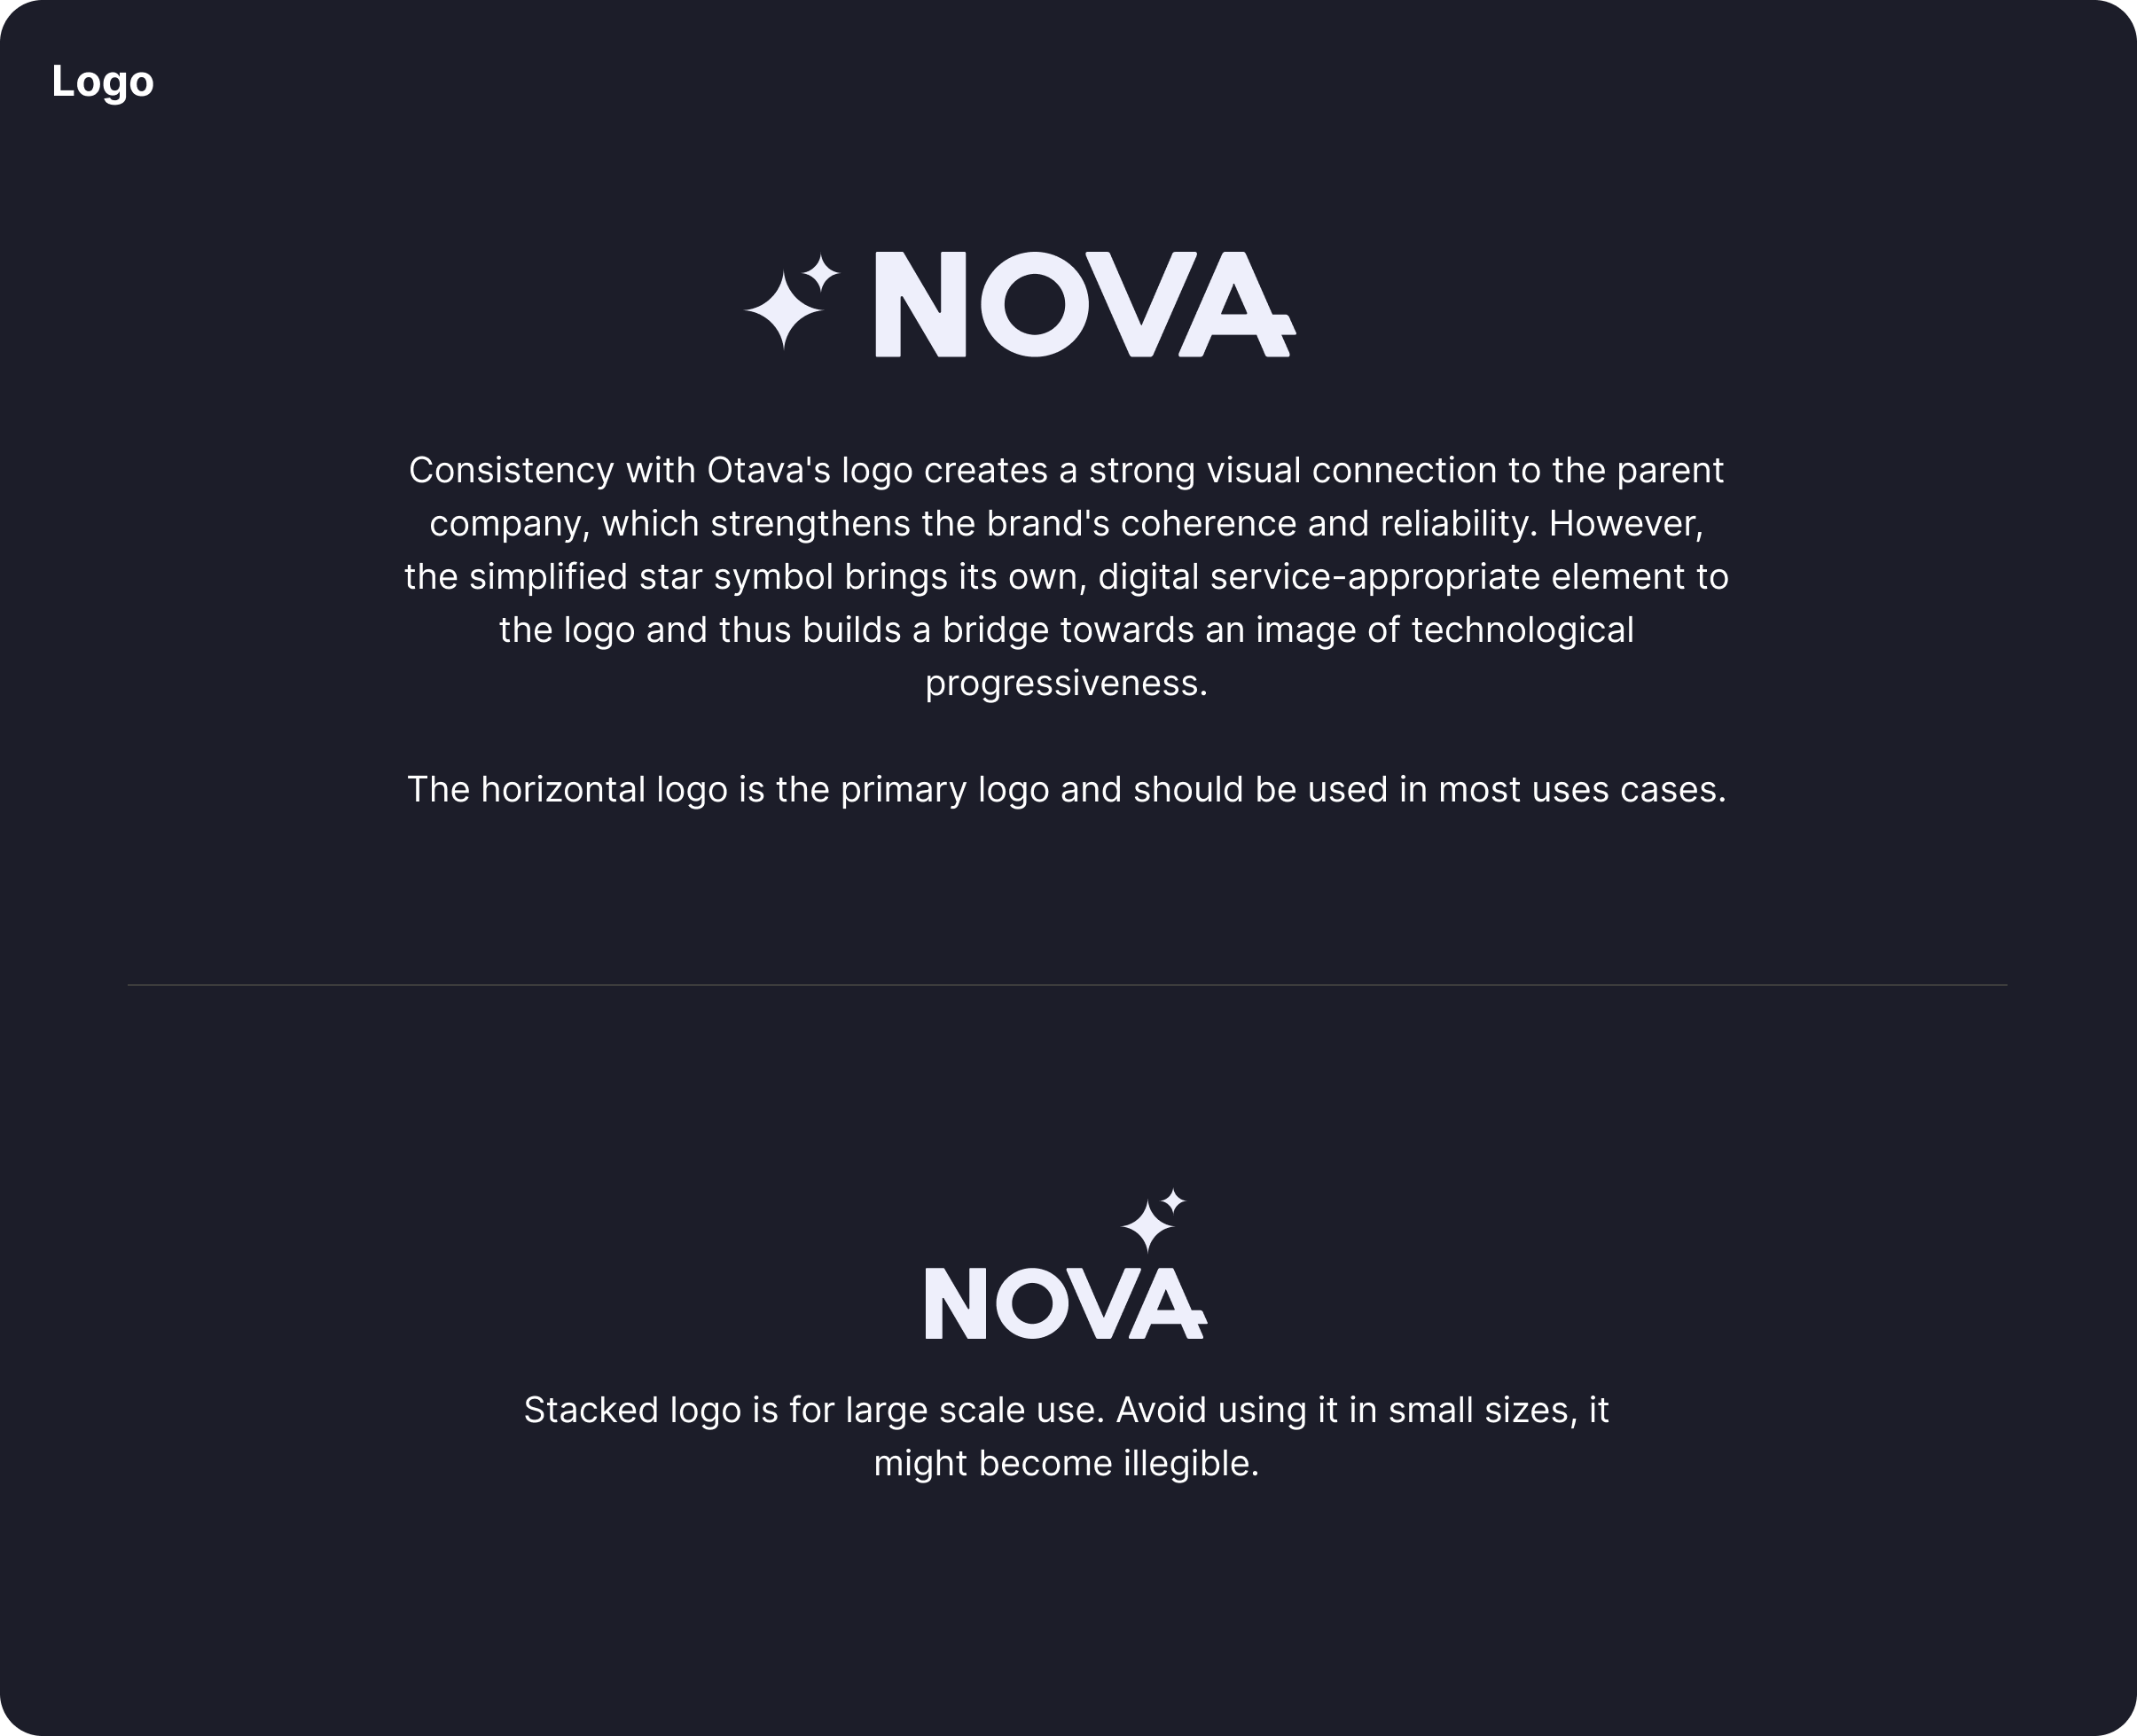 Logo
NOVA
Consistency with Otava's logo creates a strong visual connection to the parent
company, which strengthens the brand's coherence and reliability. However,
the simplified star symbol brings its own, digital service-appropriate element to
the logo and thus builds a bridge towards an image of technological
progressiveness.
The horizontal logo is the primary logo and should be used in most uses cases.
NOVA
Stacked logo is for large scale use. Avoid using it in small sizes, it
might become illegible.